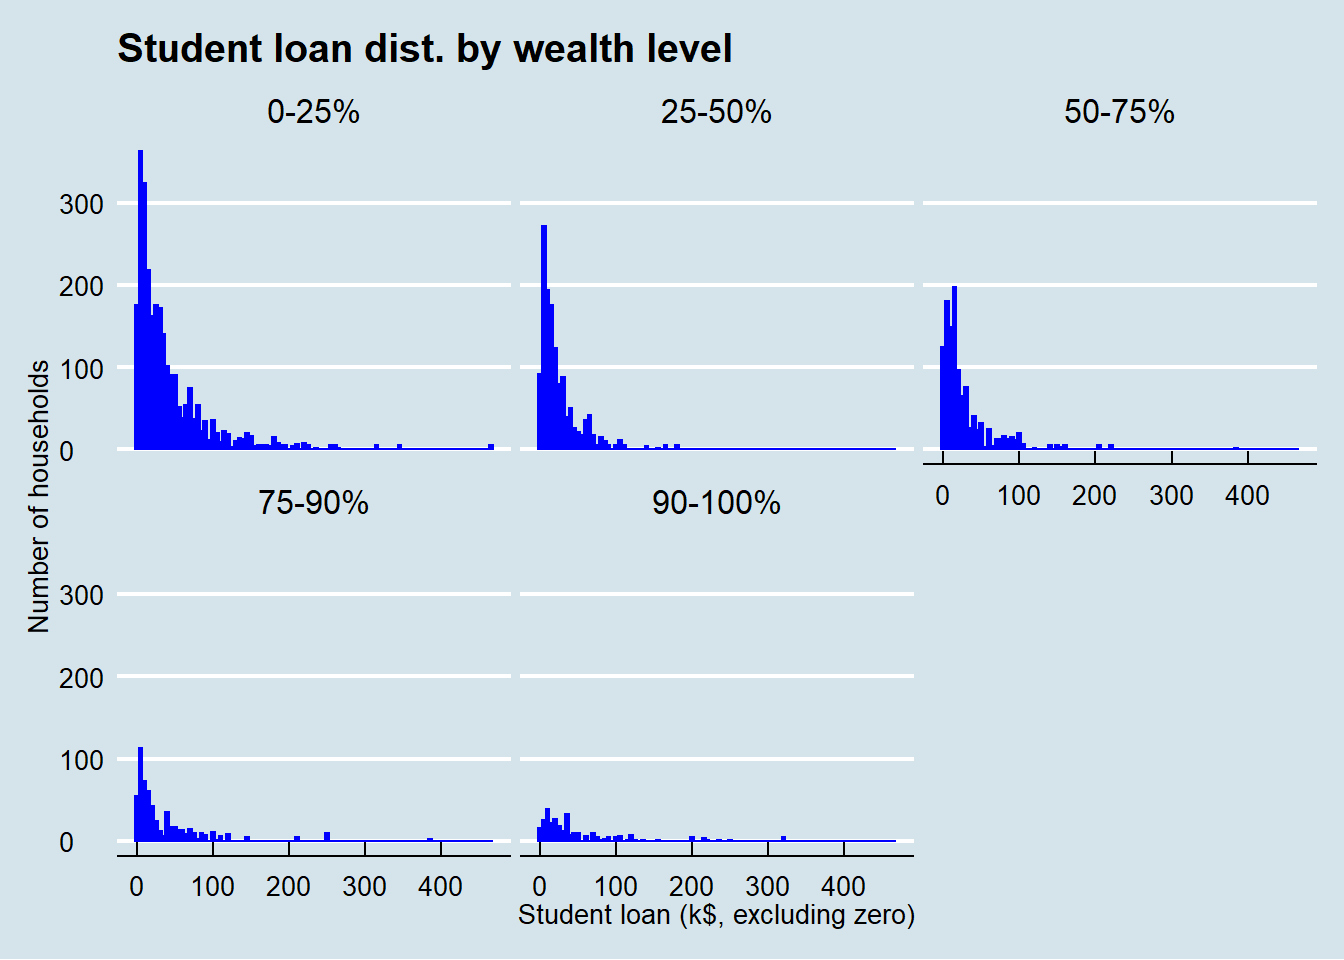 Student loan dist. by wealth level
0-25% 25-50% 50-75%
300
200
100
0
0 100 200 300 400
75-90% 90-100%
300
200
100
0
0 100 200 300 400 0 100 200 300 400
Number of households
Student loan (k$, excluding zero)